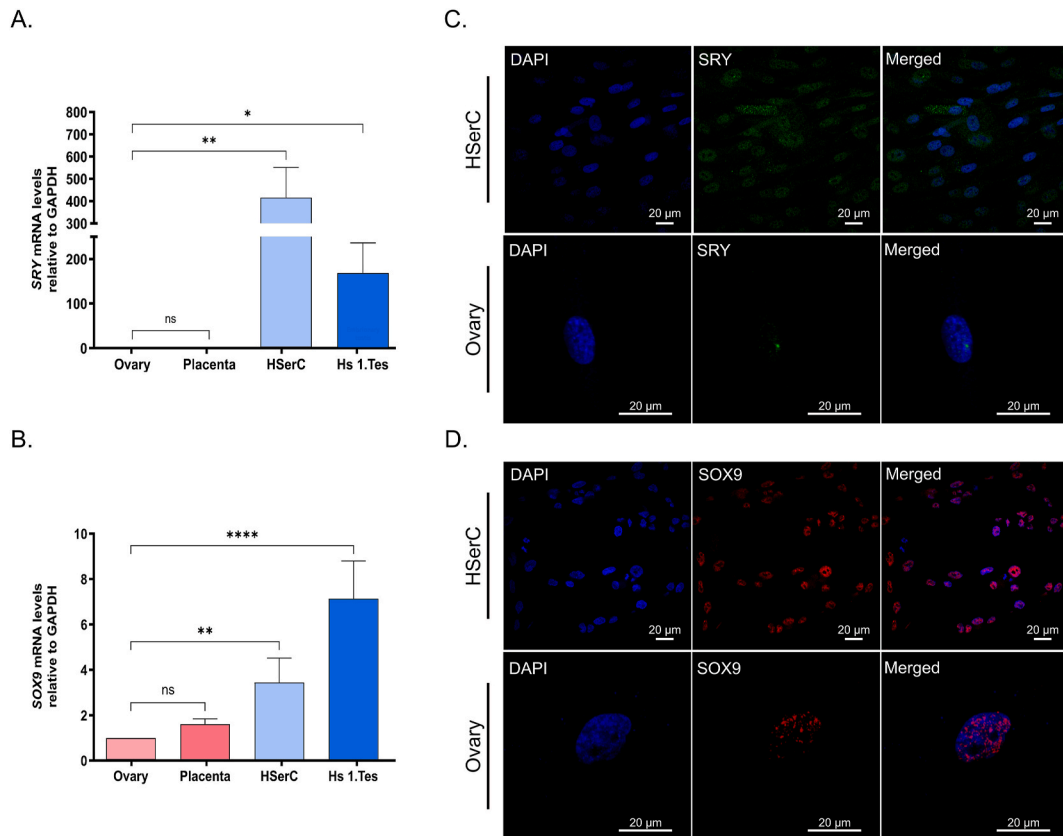 A.
SRY mRNA levels
relative to GAPDH
800
700
600
500
400
300
200
100
0
*
**
ns
Ovary Placenta HSerC Hs 1.Tes
B.
SOX9 mRNA levels
relative to GAPDH
10
8
6
4
2
0
****
**
ns
Ovary Placenta HSerC Hs 1.Tes
C.
HSerC
DAPI SRY Merged
20 µm 20 µm 20 µm
Ovary
DAPI SRY Merged
20 µm 20 µm 20 µm
D.
HSerC
DAPI SOX9 Merged
20 µm 20 µm 20 µm
Ovary
DAPI SOX9 Merged
20 µm 20 µm 20 µm